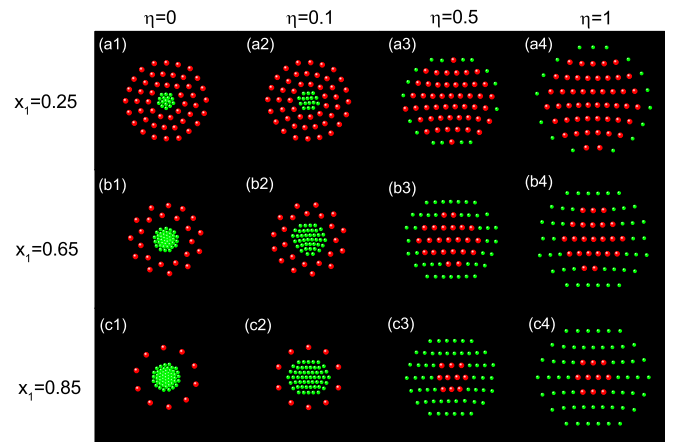 η=0 η=0.1 η=0.5 η=1
(a1) (a2) (a3) (a4)
x₁=0.25
(b1) (b2) (b3) (b4)
x₁=0.65
(c1) (c2) (c3) (c4)
x₁=0.85